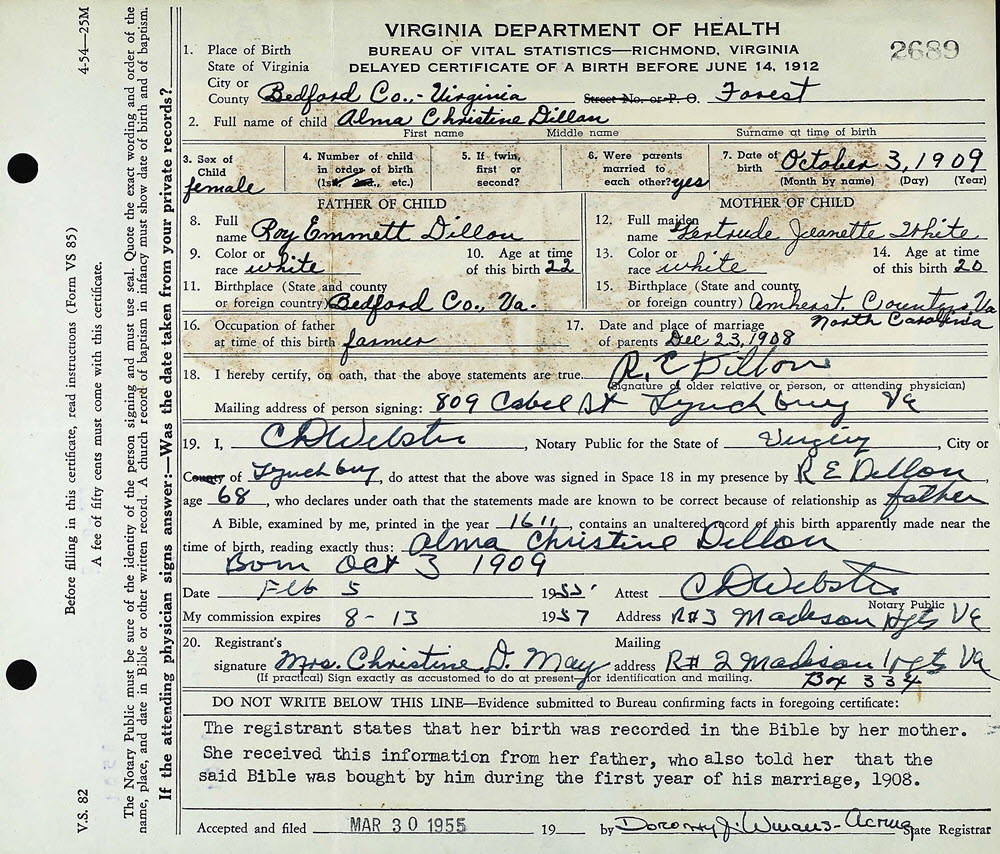 VIRGINIA DEPARTMENT OF HEALTH
BUREAU OF VITAL STATISTICS—RICHMOND, VIRGINIA
DELAYED CERTIFICATE OF A BIRTH BEFORE JUNE 14, 1912
2689
1. Place of Birth
State of Virginia
City or
County Bedford Co.,- Virginia Street No. or P. O. Forest
2. Full name of child Alma Christine Dillon
First name Middle name Surname at time of birth
3. Sex of child female
4. Number of child in order of birth (1st, 2d., etc.)
5. If twin, first or second?
6. Were parents married to each other? yes
7. Date of birth October 3, 1909
(Month by name) (Day) (Year)
FATHER OF CHILD
8. Full name Roy Emmett Dillon
9. Color or race white 10. Age at time of this birth 22
11. Birthplace (State and county or foreign country) Bedford Co., Va.
MOTHER OF CHILD
12. Full maiden name Gertrude Jeanette White
13. Color or race white 14. Age at time of this birth 20
15. Birthplace (State and county or foreign country) Amherst. County, Va
16. Occupation of father at time of this birth farmer
17. Date and place of marriage of parents Dec 23, 1908 North Carolina
18. I hereby certify, on oath, that the above statements are true. R. E Dillon
(Signature of older relative or person, or attending physician)
Mailing address of person signing: 809 Cabel St Lynchburg Va
19. I, C D Webster, Notary Public for the State of Virginia, City or
County of Lynchburg, do attest that the above was signed in Space 18 in my presence by R E Dillon,
age 68, who declares under oath that the statements made are known to be correct because of relationship as father
A Bible, examined by me, printed in the year 1611, contains an unaltered record of this birth apparently made near the
time of birth, reading exactly thus: Alma Christine Dillon
Born Oct 3 1909
Date Feb 5 1955 Attest C D Webster
Notary Public
My commission expires 8-13 1957 Address R#3 Madison Hgts Va
20. Registrant's signature Mrs. Christine D. May Mailing address R# 2 Madison Hgts Va
Box 334
(If practical) Sign exactly as accustomed to do at present—for identification and mailing.
DO NOT WRITE BELOW THIS LINE—Evidence submitted to Bureau confirming facts in foregoing certificate:
The registrant states that her birth was recorded in the Bible by her mother.
She received this information from her father, who also told her that the
said Bible was bought by him during the first year of his marriage, 1908.
Accepted and filed MAR 30 1955 19 by Dorothy J. Acting State Registrar
4-54—25M
Before filing in this certificate, read instructions (Form VS 85)
A fee of fifty cents must come with this certificate.
V.S. 82
The Notary Public must be sure of the identity of the person signing and must use seal. Quote the exact wording and order of the
name, place, and date in Bible or other written record. A church record of baptism in infancy must show date of birth and of baptism.
If the attending physician signs answer:—Was the date taken from your private records?